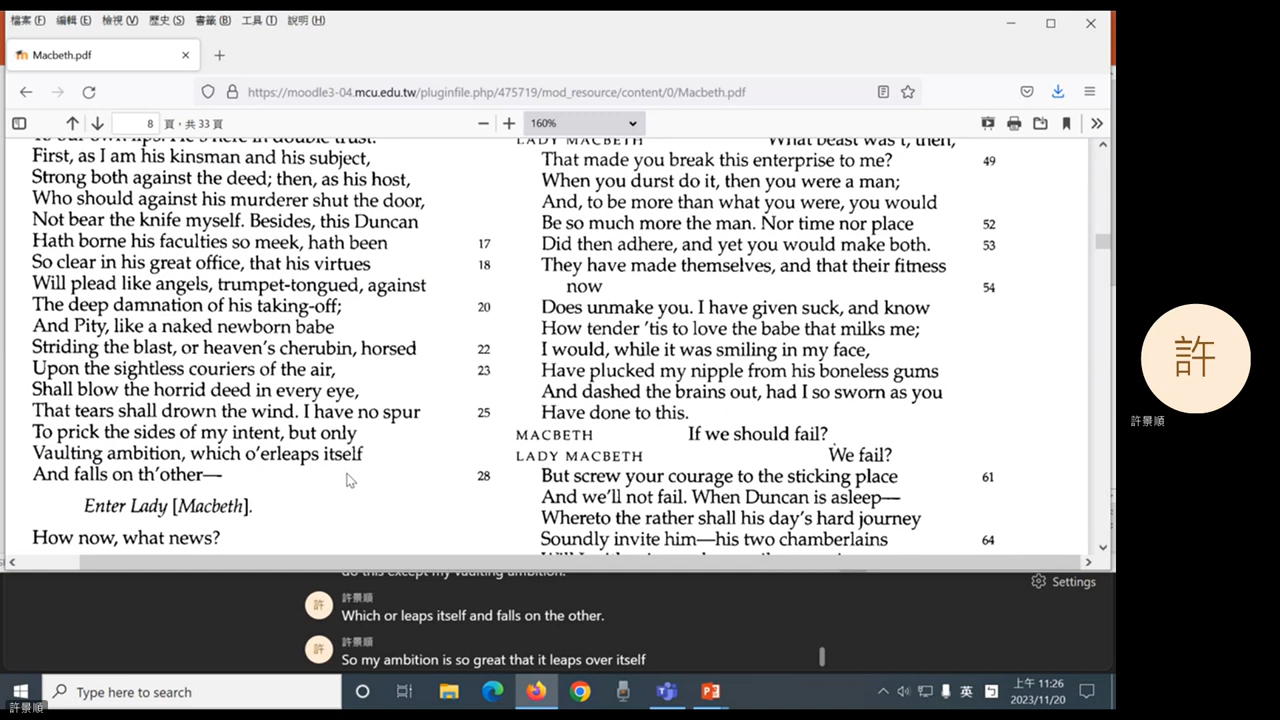 檔案(F) 編輯(E) 檢視(V) 歷史(S) 書籤(B) 工具(T) 說明(H)
Macbeth.pdf
https://moodle3-04.mcu.edu.tw/pluginfile.php/475719/mod_resource/content/0/Macbeth.pdf
8 頁，共 33 頁
160%
First, as I am his kinsman and his subject,
Strong both against the deed; then, as his host,
Who should against his murderer shut the door,
Not bear the knife myself. Besides, this Duncan
Hath borne his faculties so meek, hath been 17
So clear in his great office, that his virtues 18
Will plead like angels, trumpet-tongued, against
The deep damnation of his taking-off; 20
And Pity, like a naked newborn babe
Striding the blast, or heaven's cherubin, horsed 22
Upon the sightless couriers of the air, 23
Shall blow the horrid deed in every eye,
That tears shall drown the wind. I have no spur 25
To prick the sides of my intent, but only
Vaulting ambition, which o'erleaps itself
And falls on th'other— 28
Enter Lady [Macbeth].
How now, what news?
LADY MACBETH What beast was't, then,
That made you break this enterprise to me? 49
When you durst do it, then you were a man;
And, to be more than what you were, you would
Be so much more the man. Nor time nor place 52
Did then adhere, and yet you would make both. 53
They have made themselves, and that their fitness
now 54
Does unmake you. I have given suck, and know
How tender 'tis to love the babe that milks me;
I would, while it was smiling in my face,
Have plucked my nipple from his boneless gums
And dashed the brains out, had I so sworn as you
Have done to this.
MACBETH If we should fail?
LADY MACBETH We fail?
But screw your courage to the sticking place 61
And we'll not fail. When Duncan is asleep—
Whereto the rather shall his day's hard journey
Soundly invite him—his two chamberlains 64
do this except my vaulting ambition.
許景順
Which or leaps itself and falls on the other.
許景順
So my ambition is so great that it leaps over itself
許
許
Settings
許
許景順
Type here to search
英
上午 11:26
2023/11/20
許景順